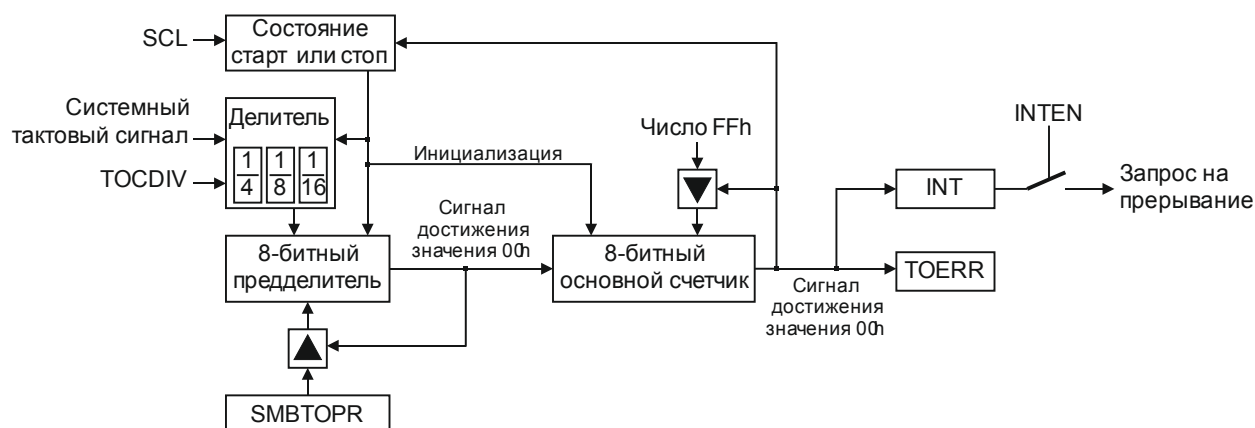 SCL
Состояние
старт или стоп
Системный
тактовый сигнал
TOCDIV
Делитель
1/4 1/8 1/16
Инициализация
Число FFh
INTEN
INT
Запрос на
прерывание
Сигнал
достижения
значения 00h
8-битный
предделитель
8-битный
основной счетчик
TOERR
Сигнал
достижения
значения 00h
SMBTOPR